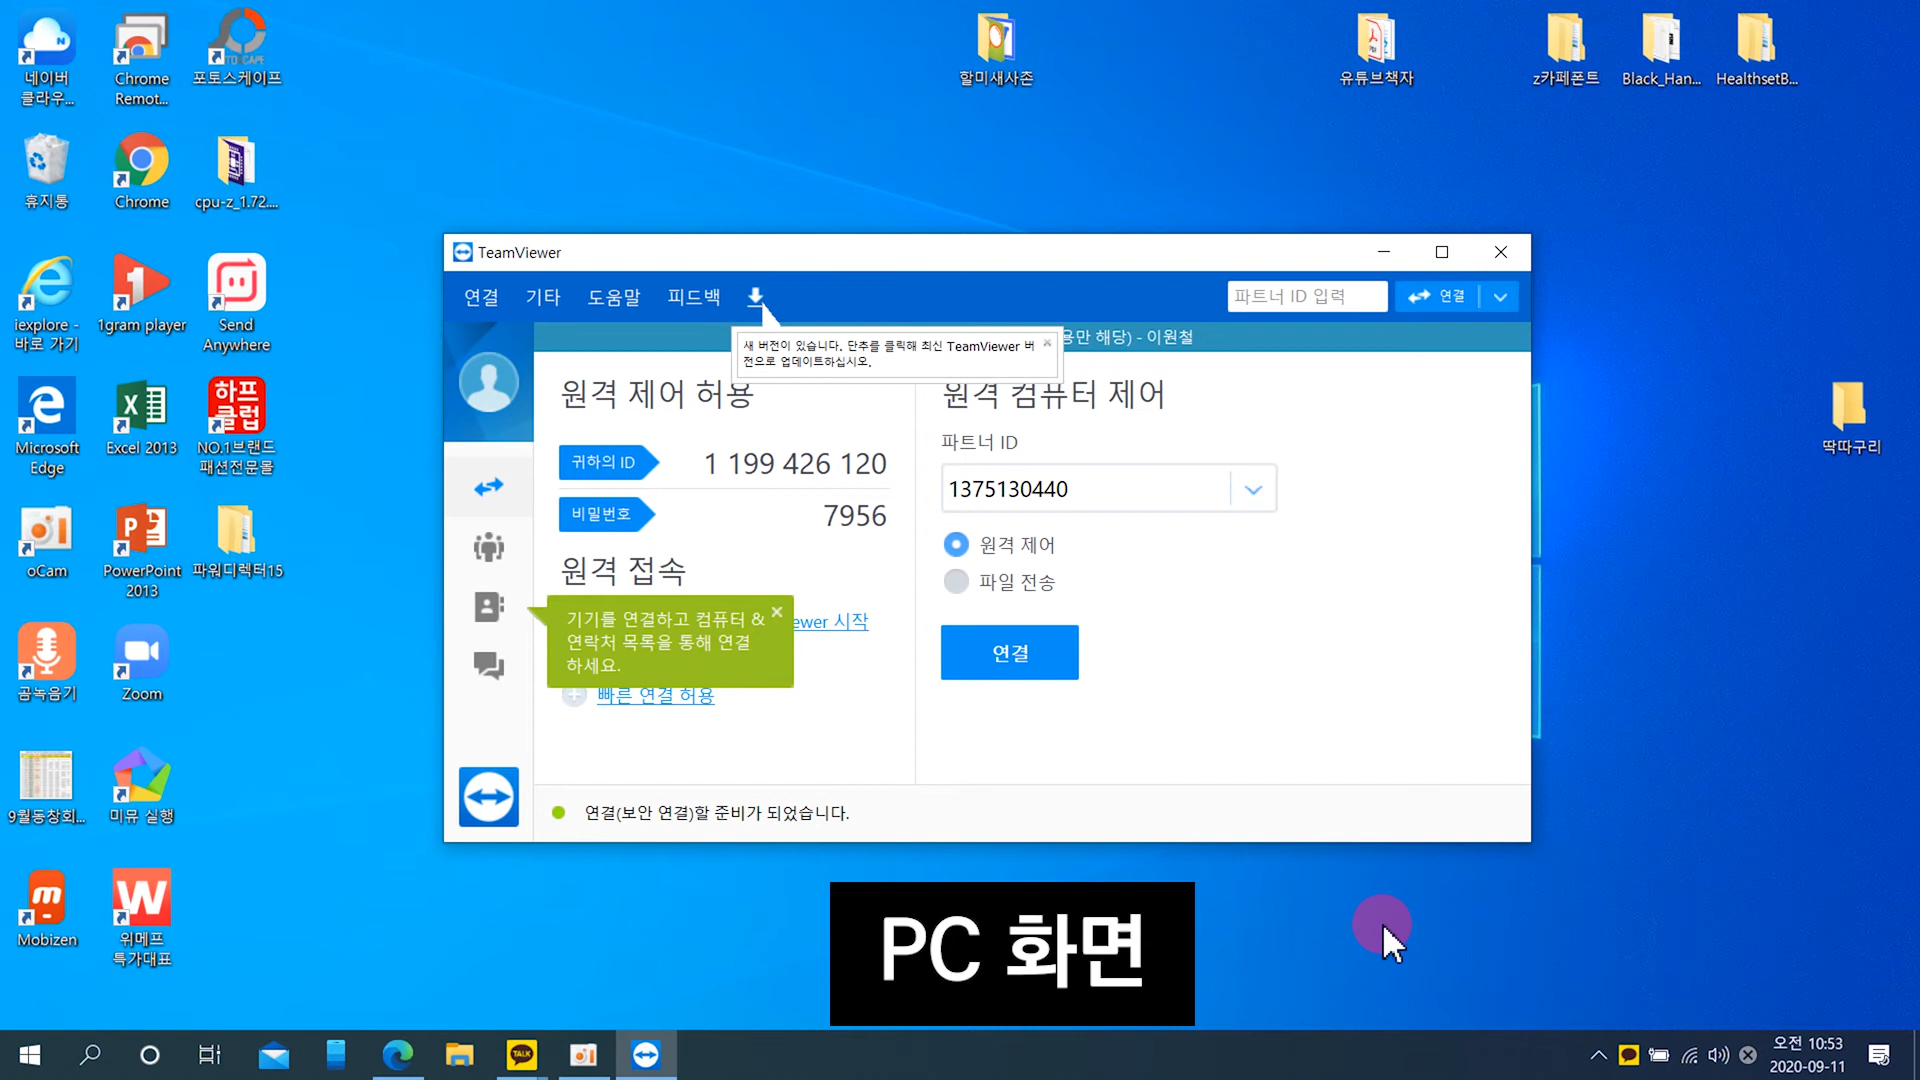 네이버
클라우...
Chrome
Remot...
포토스케이프
할미새사촌
유튜브책자
z카페폰트
Black_Han...
HealthsetB...
휴지통
Chrome
cpu-z_1.72....
iexplore -
바로 가기
1gram player
Send
Anywhere
Microsoft
Edge
Excel 2013
하프
클럽
NO.1브랜드
패션전문몰
oCam
PowerPoint
2013
파워디렉터15
곰녹음기
Zoom
9월동창회...
미뮤 실행
Mobizen
위메프
특가대표
딱따구리
TeamViewer
연결
기타
도움말
피드백
파트너 ID 입력
연결
용만 해당) - 이원철
새 버전이 있습니다. 단추를 클릭해 최신 TeamViewer 버
전으로 업데이트하십시오.
원격 제어 허용
귀하의 ID
1 199 426 120
비밀번호
7956
원격 접속
ewer 시작
기기를 연결하고 컴퓨터 &
연락처 목록을 통해 연결
하세요.
빠른 연결 허용
원격 컴퓨터 제어
파트너 ID
1375130440
원격 제어
파일 전송
연결
연결(보안 연결)할 준비가 되었습니다.
PC 화면
TALK
오전 10:53
2020-09-11